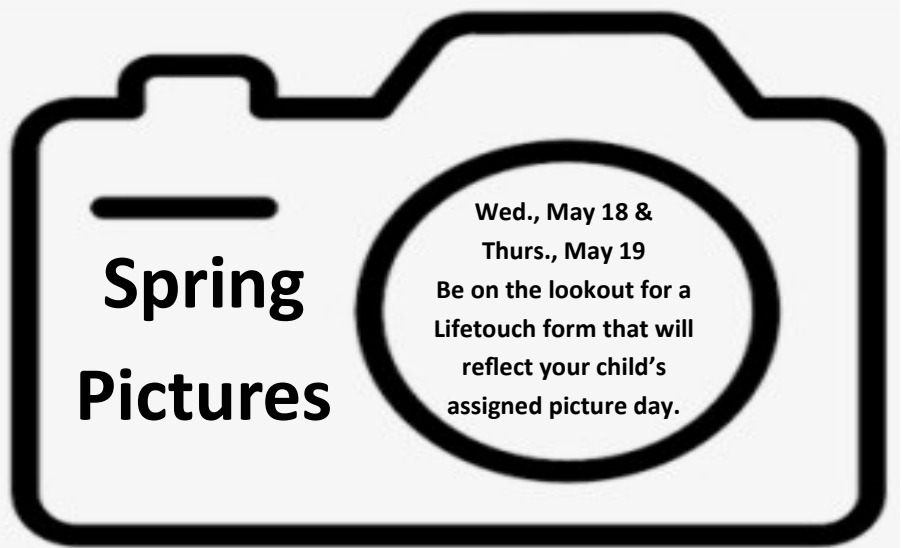 Spring
Pictures
Wed., May 18 &
Thurs., May 19
Be on the lookout for a
Lifetouch form that will
reflect your child’s
assigned picture day.